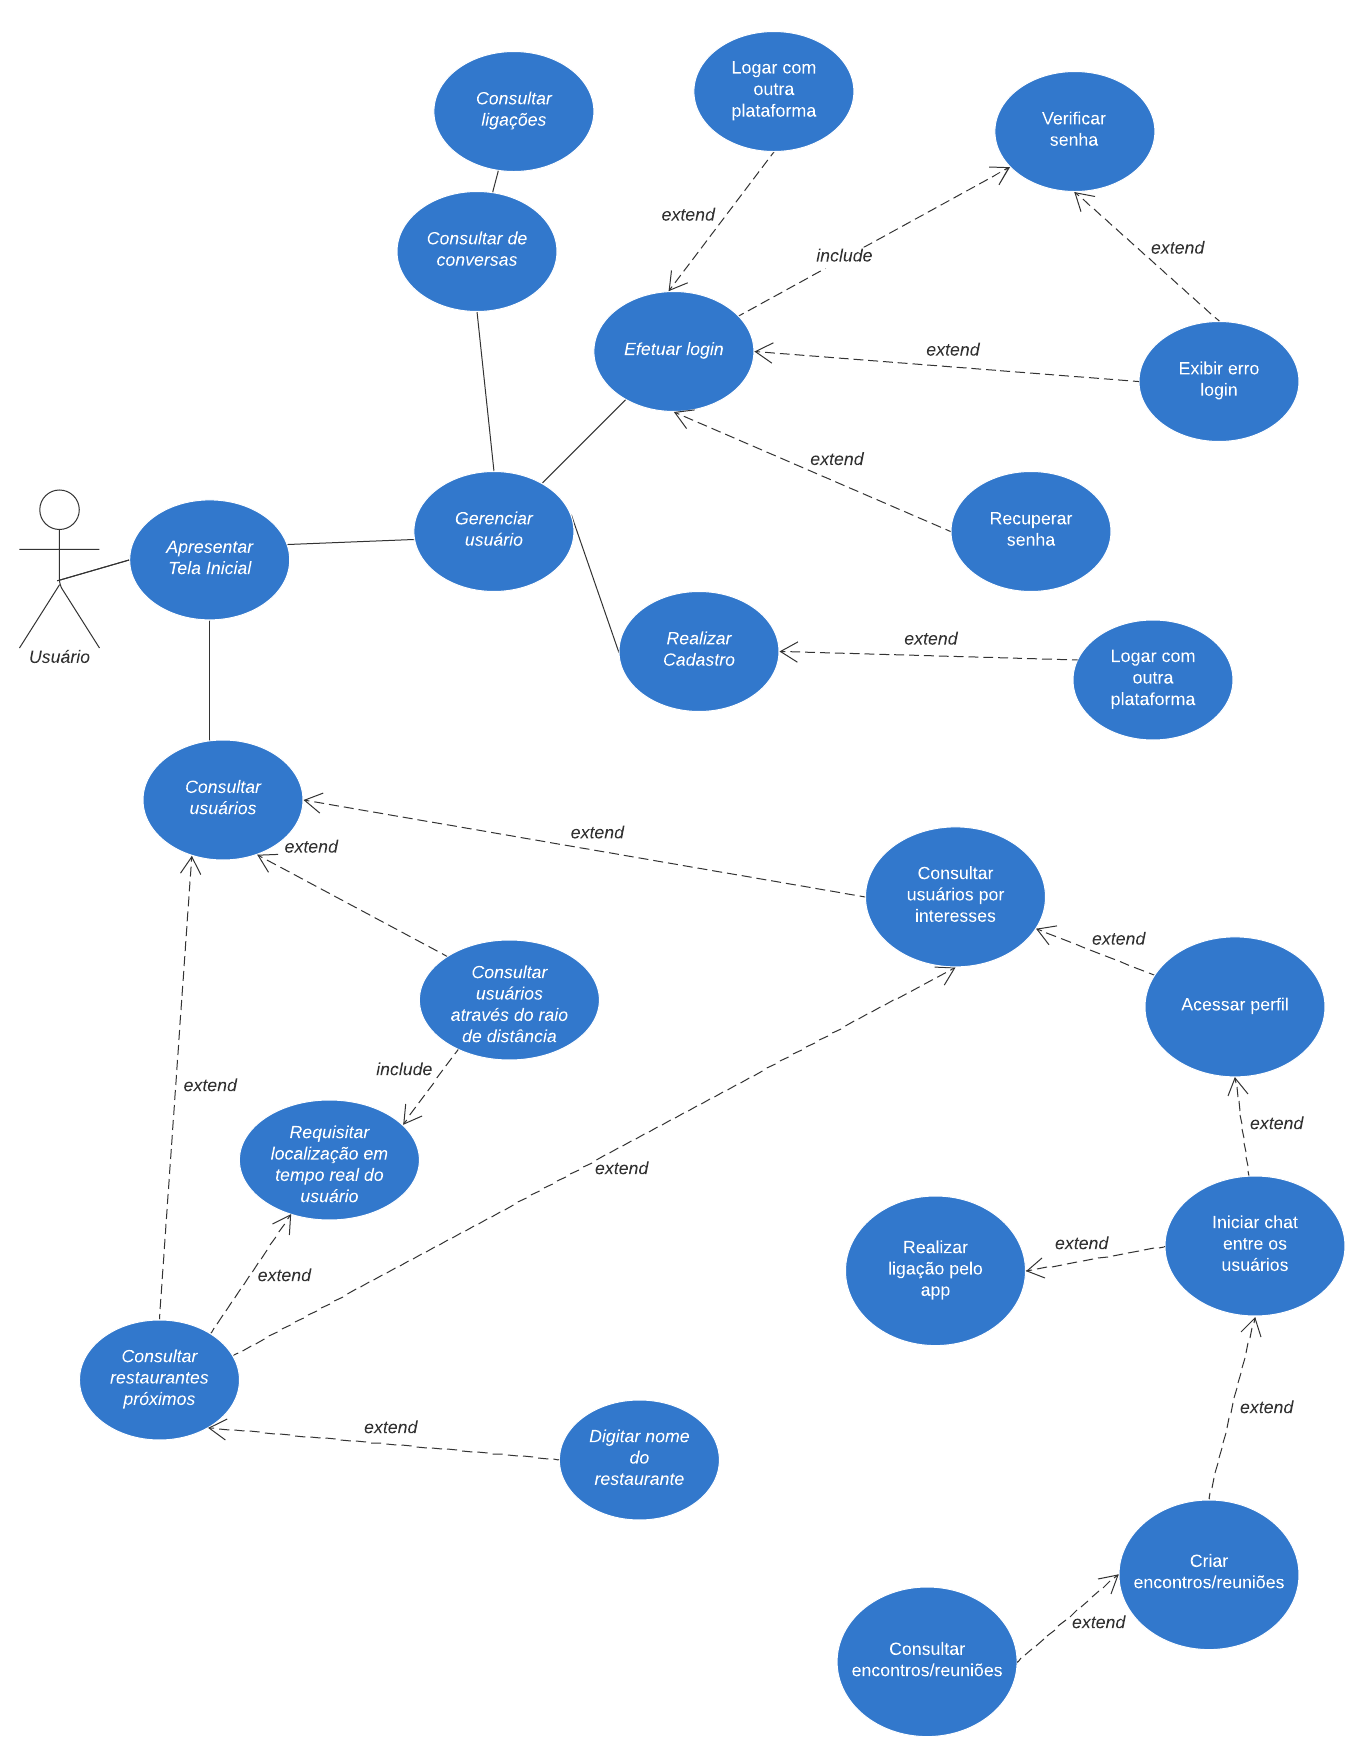 Consultar
ligações
Logar com
outra
plataforma
Verificar
senha
extend
Consultar de
conversas
include
extend
Efetuar login
extend
Exibir erro
login
extend
Gerenciar
usuário
Recuperar
senha
Apresentar
Tela Inicial
Usuário
Realizar
Cadastro
extend
Logar com
outra
plataforma
Consultar
usuários
extend
extend
Consultar
usuários por
interesses
extend
Acessar perfil
Consultar
usuários
através do raio
de distância
include
extend
Requisitar
localização em
tempo real do
usuário
extend
extend
Iniciar chat
entre os
usuários
extend
Realizar
ligação pelo
app
extend
Consultar
restaurantes
próximos
extend
extend
Digitar nome
do
restaurante
Criar
encontros/reuniões
extend
Consultar
encontros/reuniões